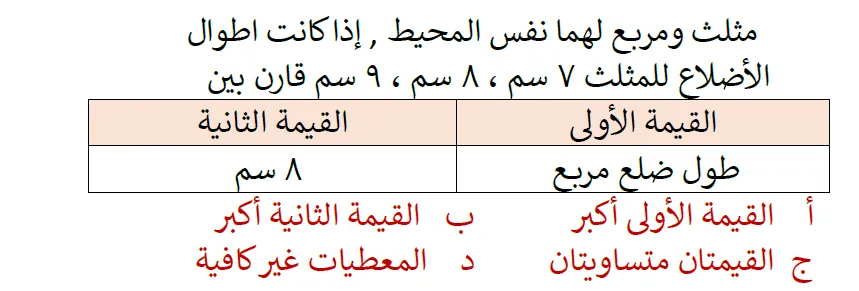 مثلث ومربع لهما نفس المحيط , إذا كانت اطوال
الأضلاع للمثلث ٧ سم ، ٨ سم ، ٩ سم قارن بين
القيمة الأولى القيمة الثانية
طول ضلع مربع ٨ سم
أ القيمة الأولى أكبر ب القيمة الثانية أكبر
ج القيمتان متساويتان د المعطيات غير كافية